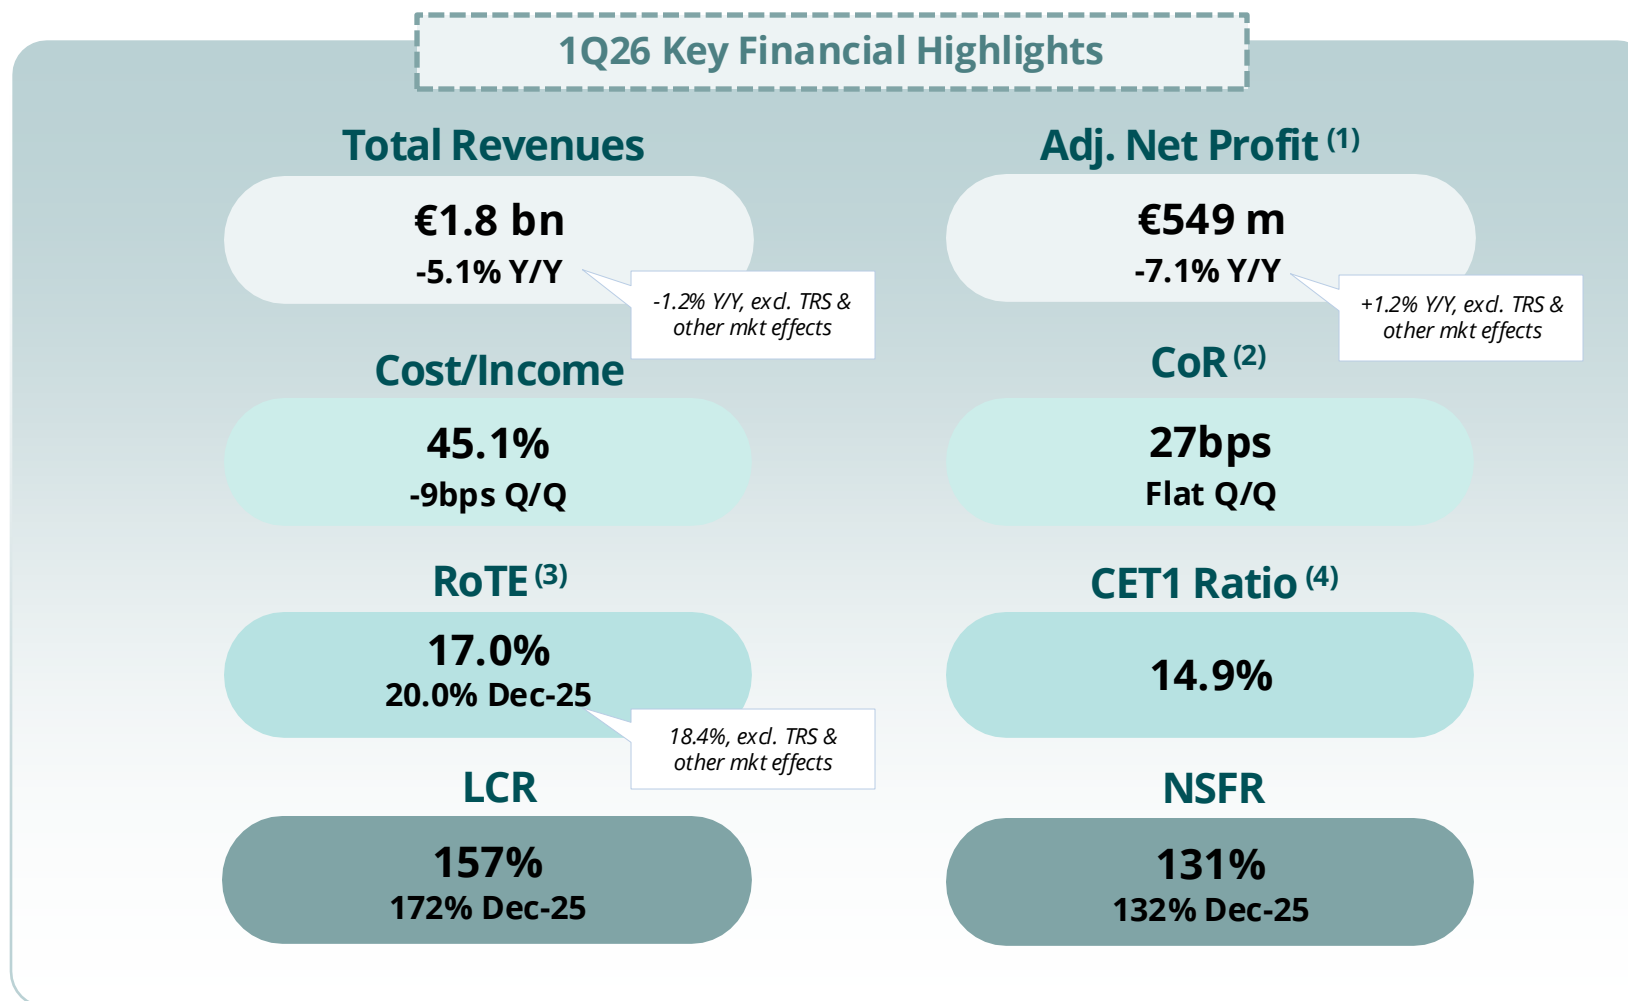 1Q26 Key Financial Highlights
Total Revenues
€1.8 bn
-5.1% Y/Y
-1.2% Y/Y, excl. TRS &
other mkt effects
Adj. Net Profit (1)
€549 m
-7.1% Y/Y
+1.2% Y/Y, excl. TRS &
other mkt effects
Cost/Income
45.1%
-9bps Q/Q
CoR (2)
27bps
Flat Q/Q
RoTE (3)
17.0%
20.0% Dec-25
18.4%, excl. TRS &
other mkt effects
CET1 Ratio (4)
14.9%
LCR
157%
172% Dec-25
NSFR
131%
132% Dec-25